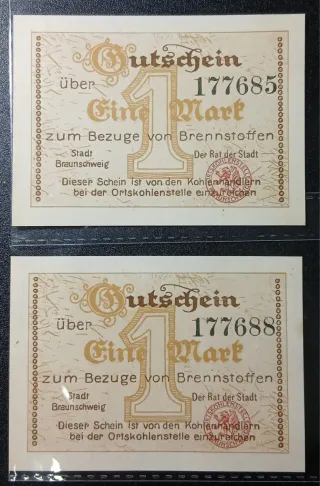 Gutschein
über 177685
1
Eine Mark
zum Bezuge von Brennstoffen
Stadt Der Rat der Stadt
Braunschweig
Dieser Schein ist von den Kohlenhändlern
bei der Ortskohlenstelle einzureichen
Gutschein
über 177688
1
Eine Mark
zum Bezuge von Brennstoffen
Stadt Der Rat der Stadt
Braunschweig
Dieser Schein ist von den Kohlenhändlern
bei der Ortskohlenstelle einzureichen